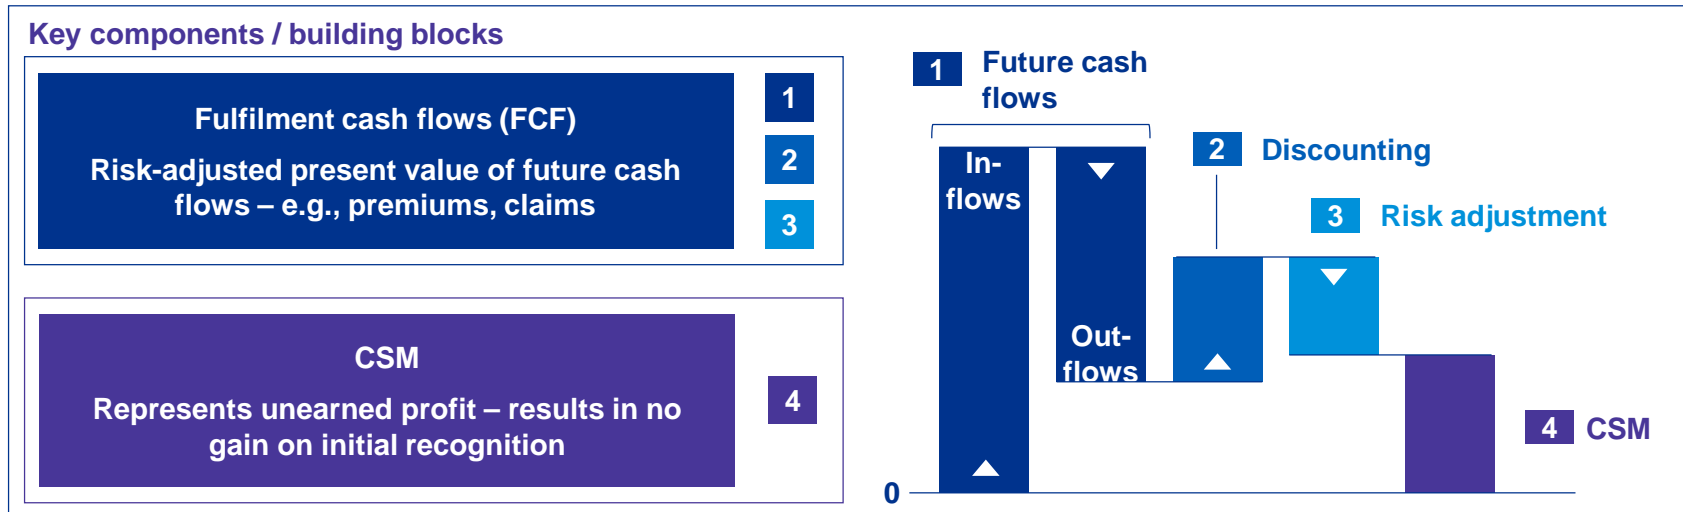 Key components / building blocks
Fulfilment cash flows (FCF)
Risk-adjusted present value of future cash
flows – e.g., premiums, claims
1
2
3
CSM
Represents unearned profit – results in no
gain on initial recognition
4
1
Future cash
flows
In-
flows
Out-
flows
2 Discounting
3 Risk adjustment
4 CSM
0